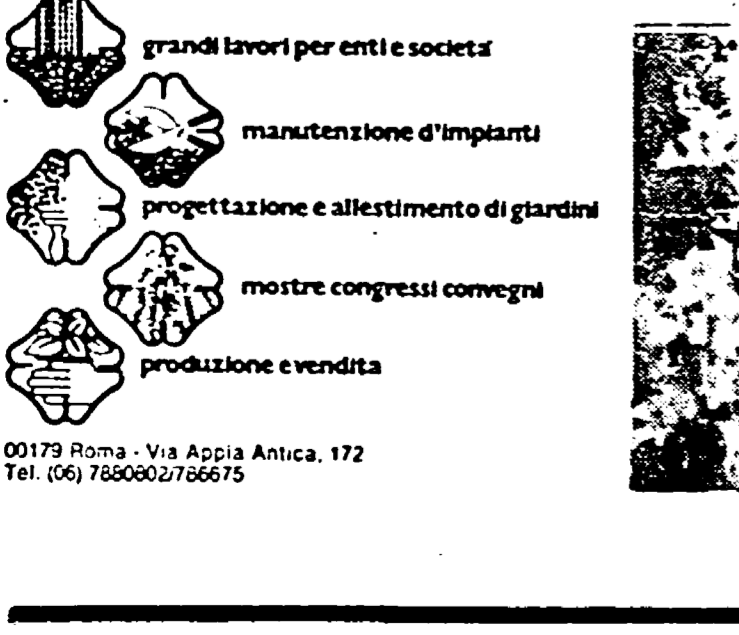 grandi lavori per enti e societa'
manutenzione d'impianti
progettazione e allestimento di giardini
mostre congressi convegni
produzione e vendita
00179 Roma - Via Appia Antica, 172
Tel. (06) 7880802/786675